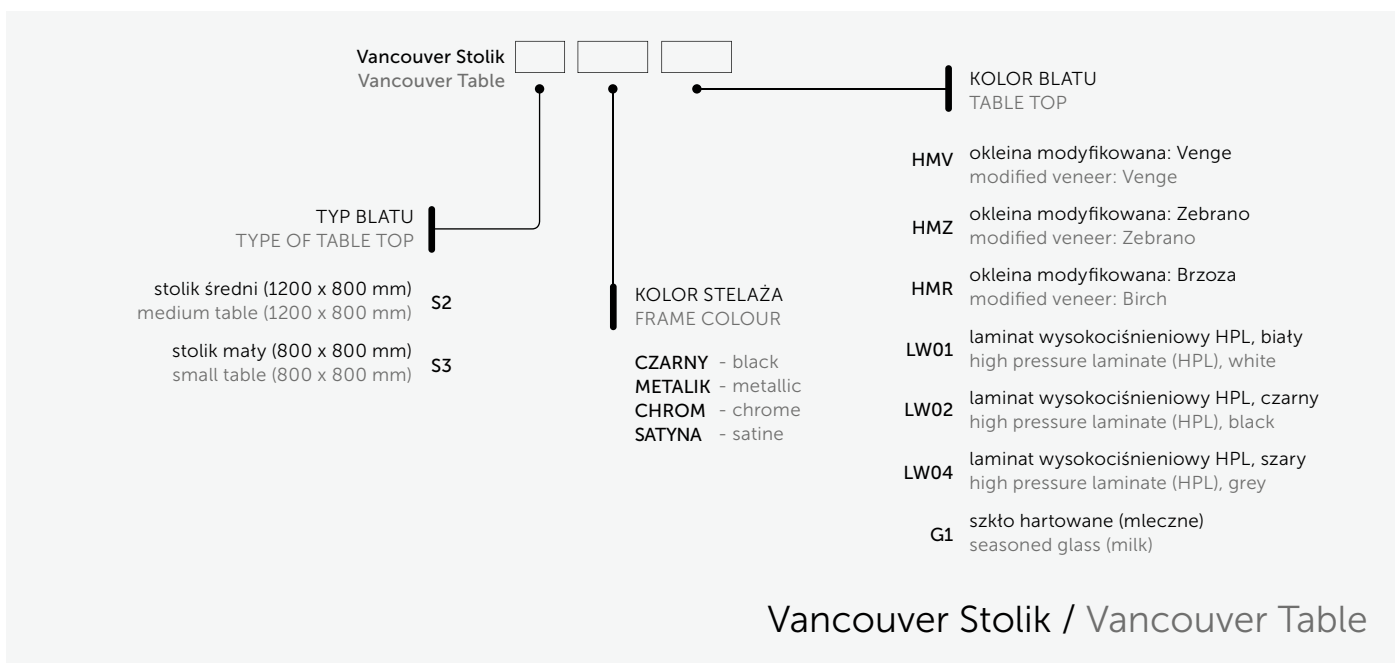 Vancouver Stolik
Vancouver Table
KOLOR BLATU
TABLE TOP
HMV okleina modyfikowana: Venge
modified veneer: Venge
HMZ okleina modyfikowana: Zebrano
modified veneer: Zebrano
HMR okleina modyfikowana: Brzoza
modified veneer: Birch
LW01 laminat wysokociśnieniowy HPL, biały
high pressure laminate (HPL), white
LW02 laminat wysokociśnieniowy HPL, czarny
high pressure laminate (HPL), black
LW04 laminat wysokociśnieniowy HPL, szary
high pressure laminate (HPL), grey
G1 szkło hartowane (mleczne)
seasoned glass (milk)
TYP BLATU
TYPE OF TABLE TOP
stolik średni (1200 x 800 mm) S2
medium table (1200 x 800 mm)
stolik mały (800 x 800 mm) S3
small table (800 x 800 mm)
KOLOR STELAŻA
FRAME COLOUR
CZARNY - black
METALIK - metallic
CHROM - chrome
SATYNA - satine
Vancouver Stolik / Vancouver Table